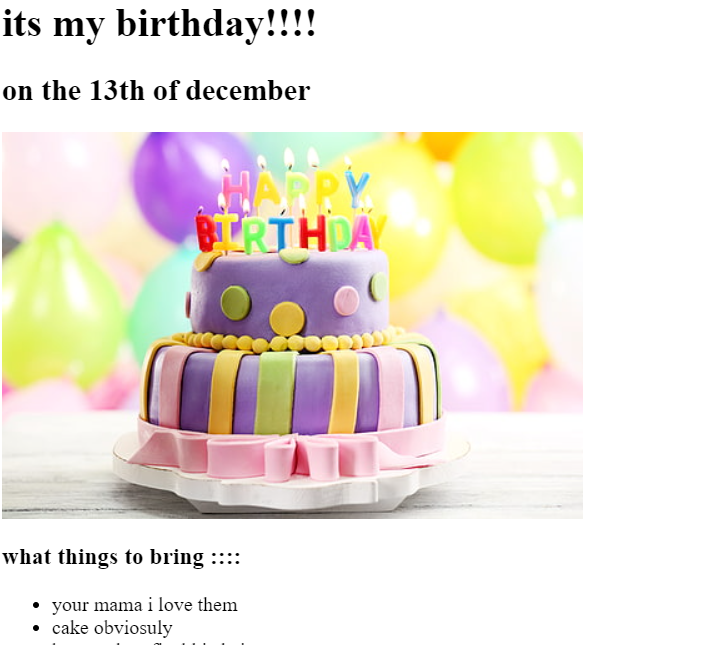 its my birthday!!!!
on the 13th of december
HAPPY
BIRTHDAY
what things to bring ::::
your mama i love them
cake obviosuly